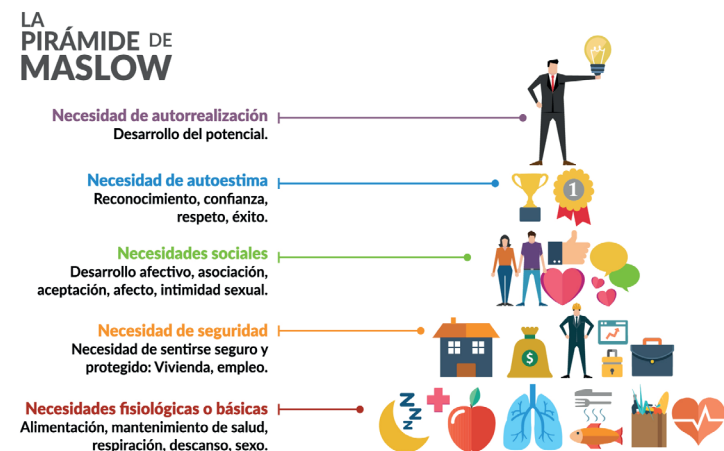 LA
PIRÁMIDE DE
MASLOW
Necesidad de autorrealización
Desarrollo del potencial.
Necesidad de autoestima
Reconocimiento, confianza,
respeto, éxito.
1
Necesidades sociales
Desarrollo afectivo, asociación,
aceptación, afecto, intimidad sexual.
Necesidad de seguridad
Necesidad de sentirse seguro y
protegido: Vivienda, empleo.
$
Necesidades fisiológicas o básicas
Alimentación, mantenimiento de salud,
respiración, descanso, sexo.
Z
Z
Z